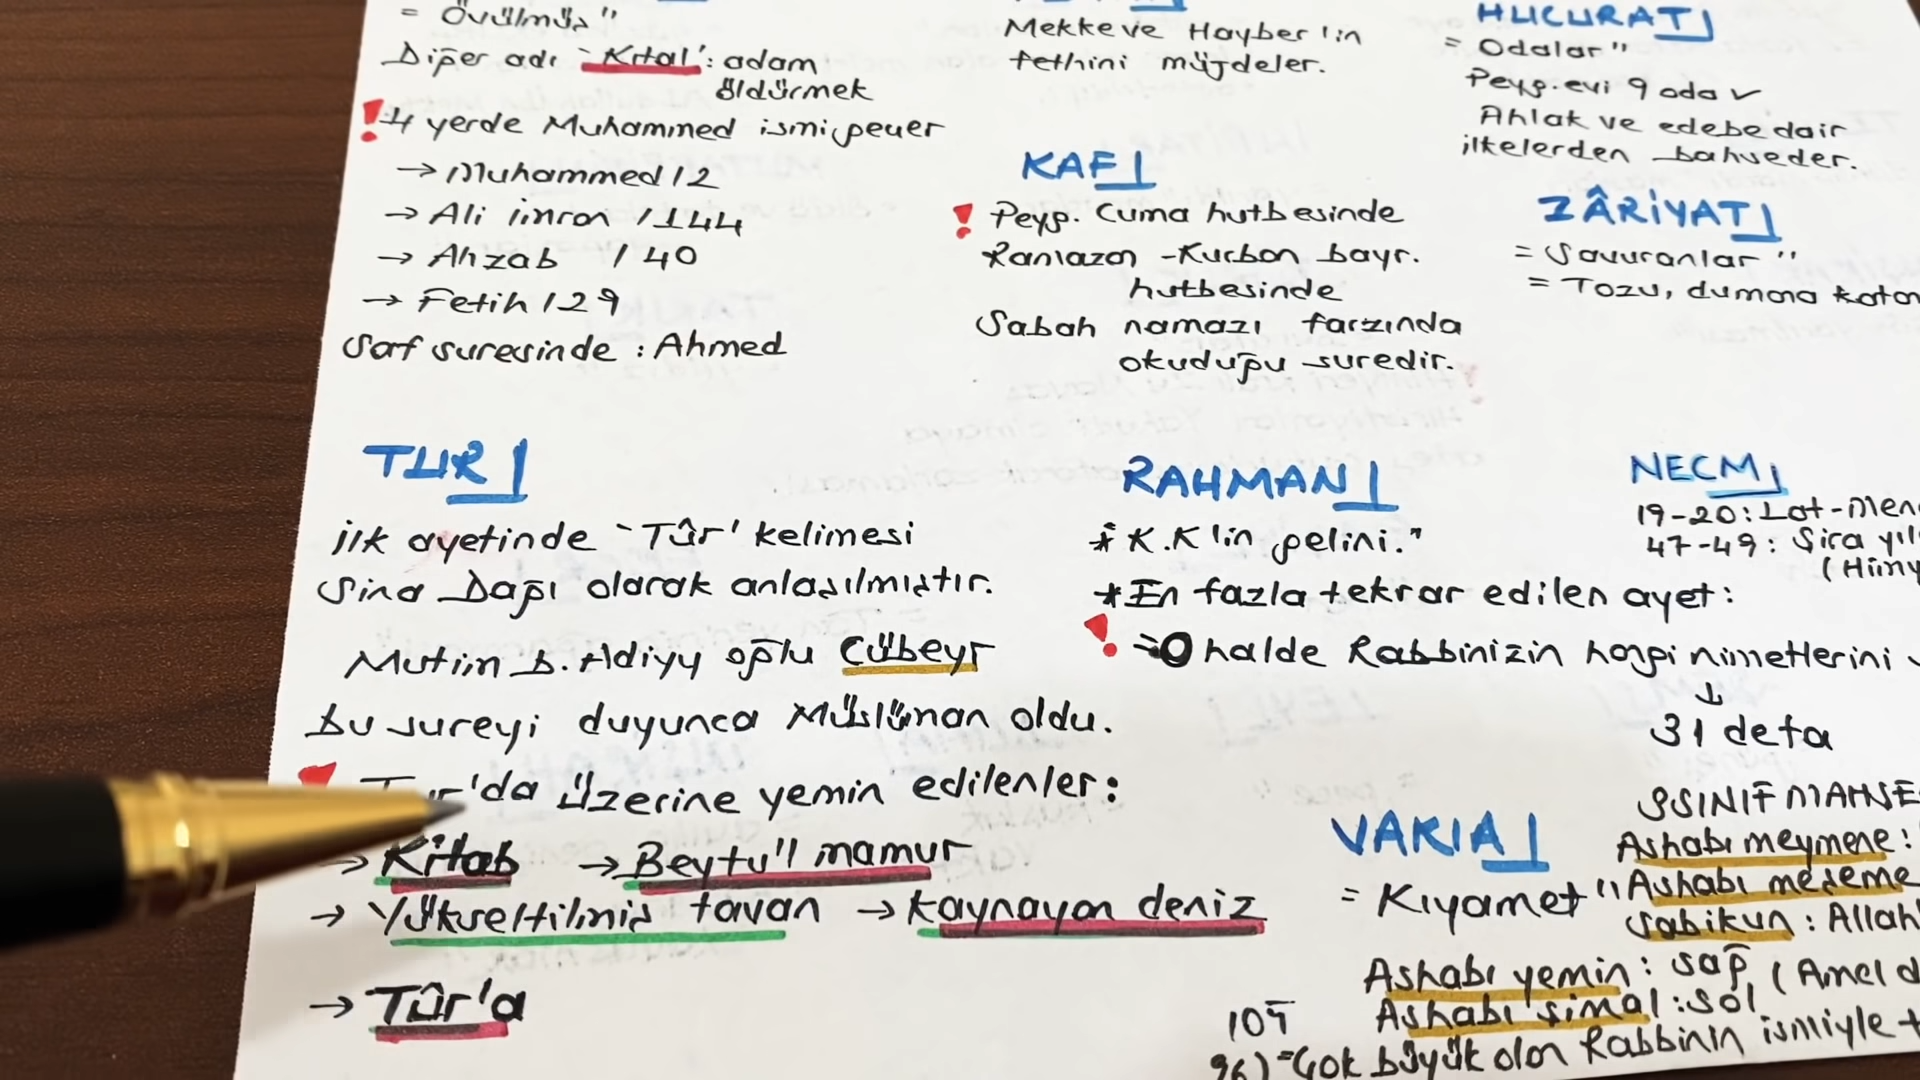 = Övülmüş"
Diğer adı "Kıtal": adam
öldürmek
! 4 yerde Muhammed ismi geçer
→ Muhammed / 2
→ Ali imran / 144
→ Ahzab / 40
→ Fetih / 29
Saf suresinde : Ahmed
Mekke ve Hayber'in
fethini müjdeler.
HUCURAT
= Odalar"
Peyg. evi 9 oda ✓
Ahlak ve edebe dair
ilkelerden bahseder.
KAF
! Peyg. Cuma hutbesinde
Ramazan - Kurban bayr.
hutbesinde
Sabah namazı farzında
okuduğu suredir.
ZÂRİYAT
= Savuranlar"
= Tozu, dumana
TUR
ilk ayetinde "Tûr" kelimesi
Sina Dağı olarak anlaşılmıştır.
Mutim b. Adiyy oğlu Cübeyr
bu sureyi duyunca Müslüman oldu.
Tur'da üzerine yemin edilenler:
→ Kitab → Beytu'l mamur
→ Yükseltilmiş tavan → Kaynayan deniz
→ Tûr'a
RAHMAN
* K.K'in gelini."
* En fazla tekrar edilen ayet:
! = O halde Rabbinizin hangi nimetlerini
↓
31 defa
NECM
19-20: Lat-
47-49: Şira
VAKIA
= Kıyamet"
3 SINIF
Ashabı meymene:
Ashabı meşeme
Sabikun : Allah'
Ashabı yemin : sağ (Amel
Ashabı şimal : sol
96) = Çok büyük olan Rabbinin ismiyle